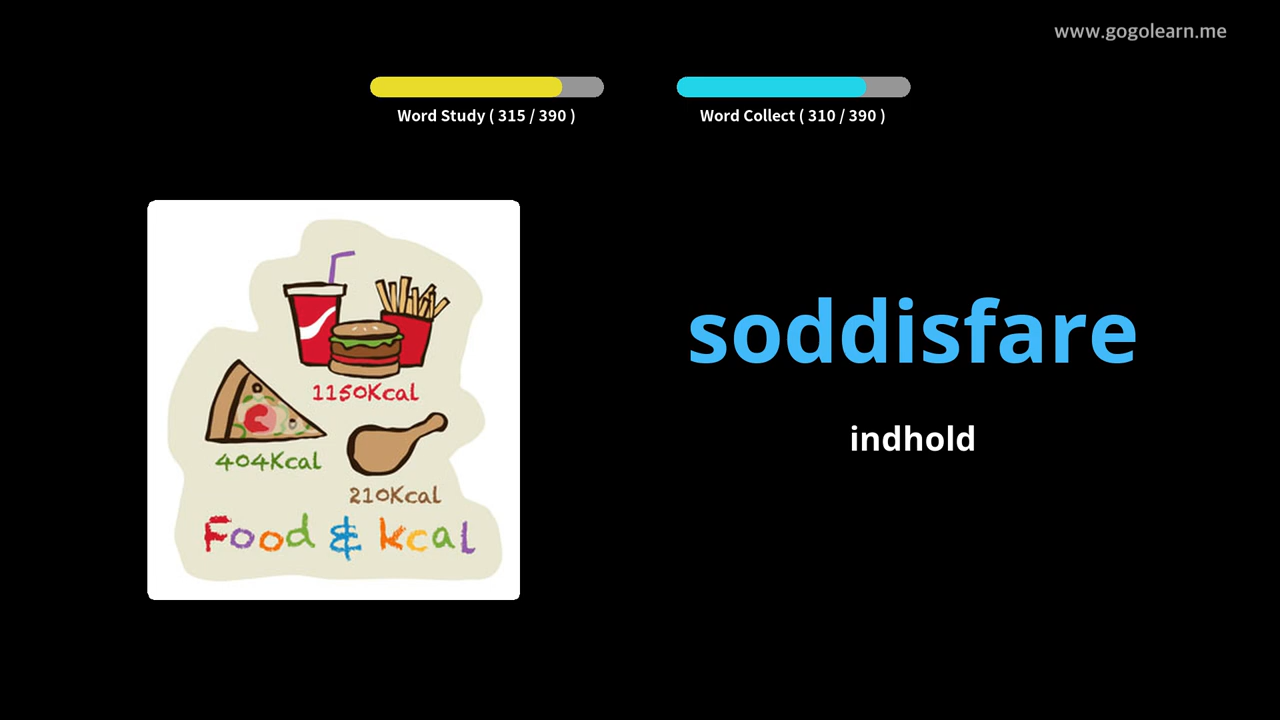 www.gogolearn.me
Word Study ( 315 / 390 )
Word Collect ( 310 / 390 )
1150Kcal
404Kcal
210Kcal
Food & kcal
soddisfare
indhold